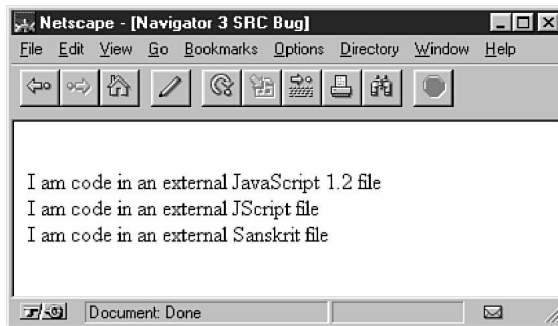 Netscape - [Navigator 3 SRC Bug]
File Edit View Go Bookmarks Options Directory Window Help
I am code in an external JavaScript 1.2 file
I am code in an external JScript file
I am code in an external Sanskrit file
Document: Done